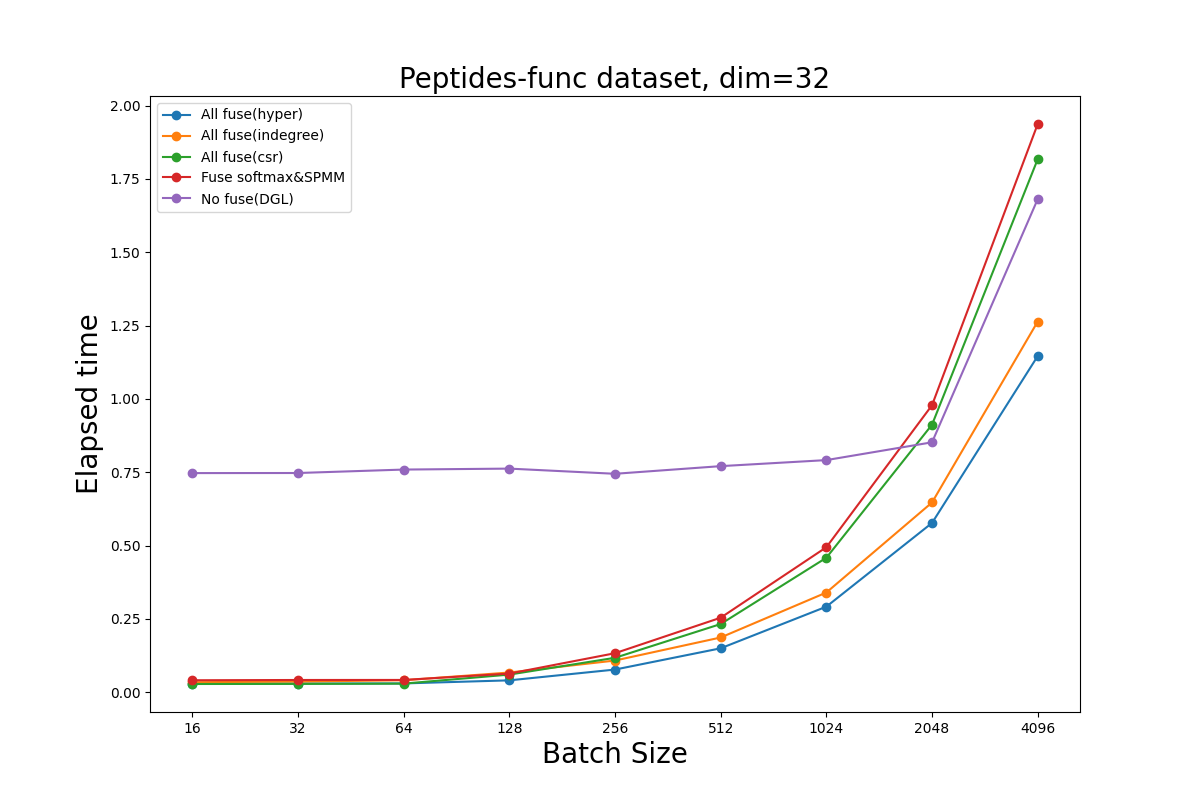 Peptides-func dataset, dim=32
All fuse(hyper)
All fuse(indegree)
All fuse(csr)
Fuse softmax&SPMM
No fuse(DGL)
2.00
1.75
1.50
1.25
1.00
0.75
0.50
0.25
0.00
Elapsed time
16 32 64 128 256 512 1024 2048 4096
Batch Size